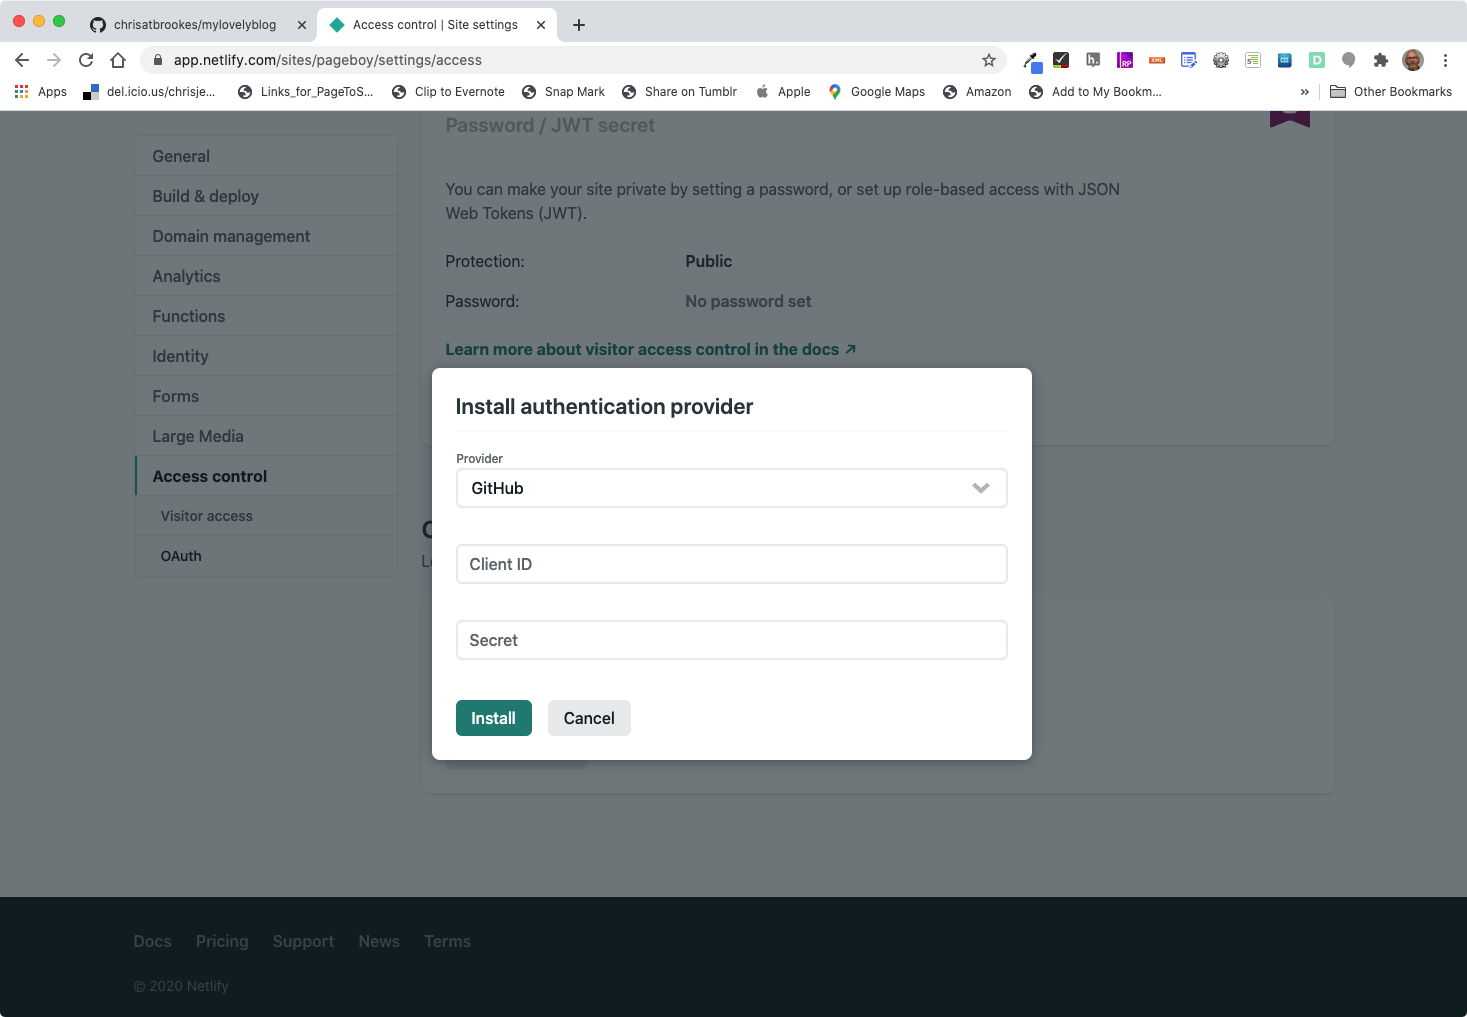 chrisatbrookes/mylovelyblog
Access control | Site settings
app.netlify.com/sites/pageboy/settings/access
Apps
del.icio.us/chrisje...
Links_for_PageToS...
Clip to Evernote
Snap Mark
Share on Tumblr
Apple
Google Maps
Amazon
Add to My Bookm...
»
Other Bookmarks
General
Build & deploy
Domain management
Analytics
Functions
Identity
Forms
Large Media
Access control
Visitor access
OAuth
Password / JWT secret
You can make your site private by setting a password, or set up role-based access with JSON
Web Tokens (JWT).
Protection: Public
Password: No password set
Learn more about visitor access control in the docs ↗
Install authentication provider
Provider
GitHub
Client ID
Secret
Install Cancel
Docs Pricing Support News Terms
© 2020 Netlify